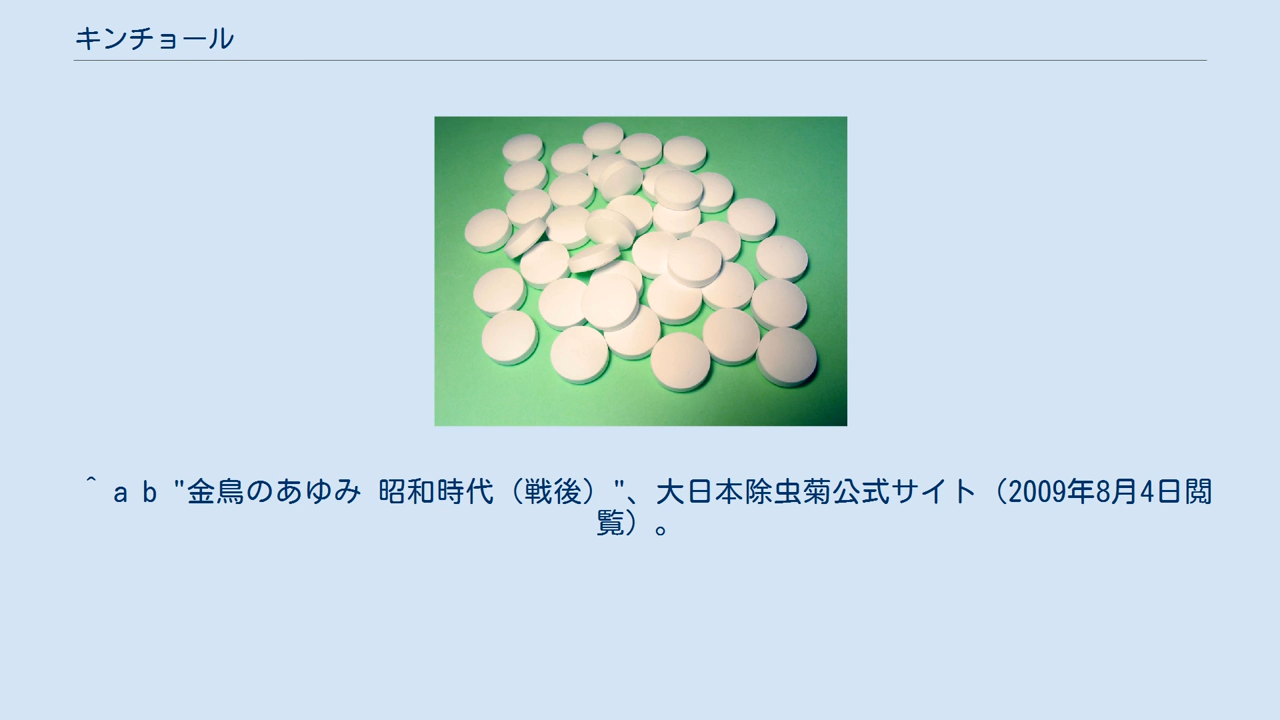 キンチョール
^ a b "金鳥のあゆみ 昭和時代（戦後）"、大日本除虫菊公式サイト（2009年8月4日閲
覧）。